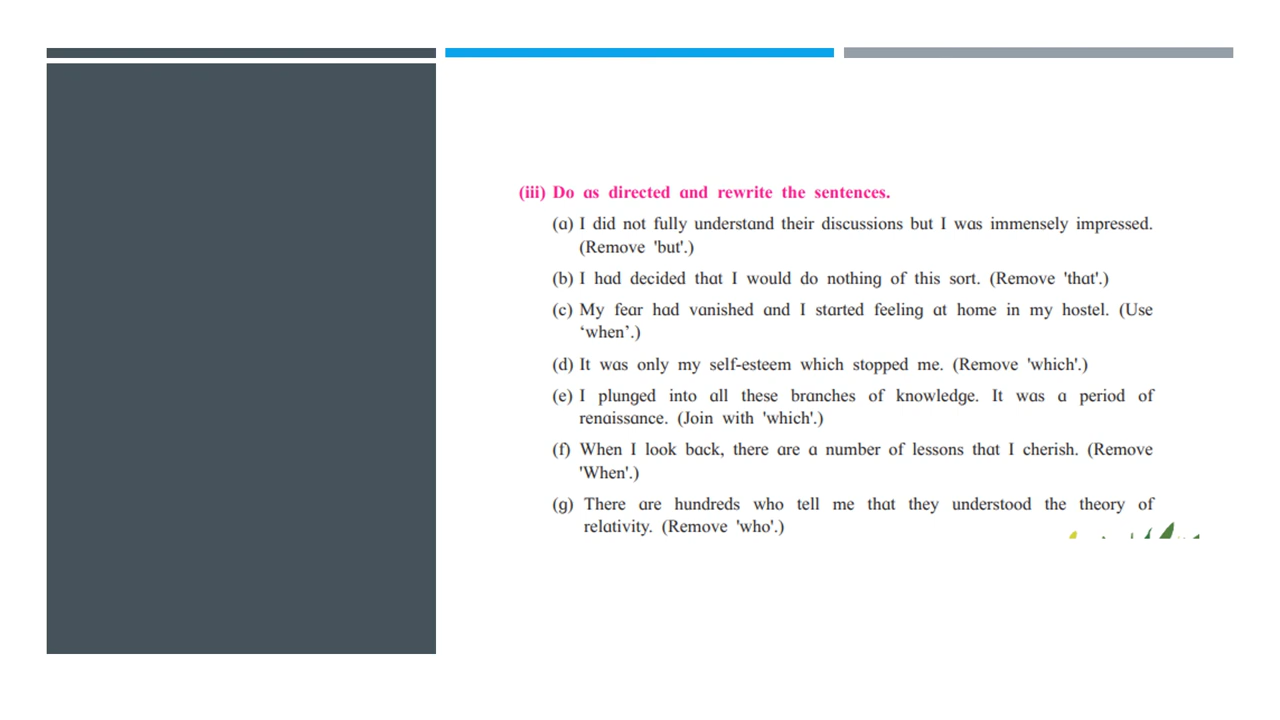 (iii) Do as directed and rewrite the sentences.
(a) I did not fully understand their discussions but I was immensely impressed.
(Remove 'but'.)
(b) I had decided that I would do nothing of this sort. (Remove 'that'.)
(c) My fear had vanished and I started feeling at home in my hostel. (Use
‘when’.)
(d) It was only my self-esteem which stopped me. (Remove 'which'.)
(e) I plunged into all these branches of knowledge. It was a period of
renaissance. (Join with 'which'.)
(f) When I look back, there are a number of lessons that I cherish. (Remove
'When'.)
(g) There are hundreds who tell me that they understood the theory of
relativity. (Remove 'who'.)